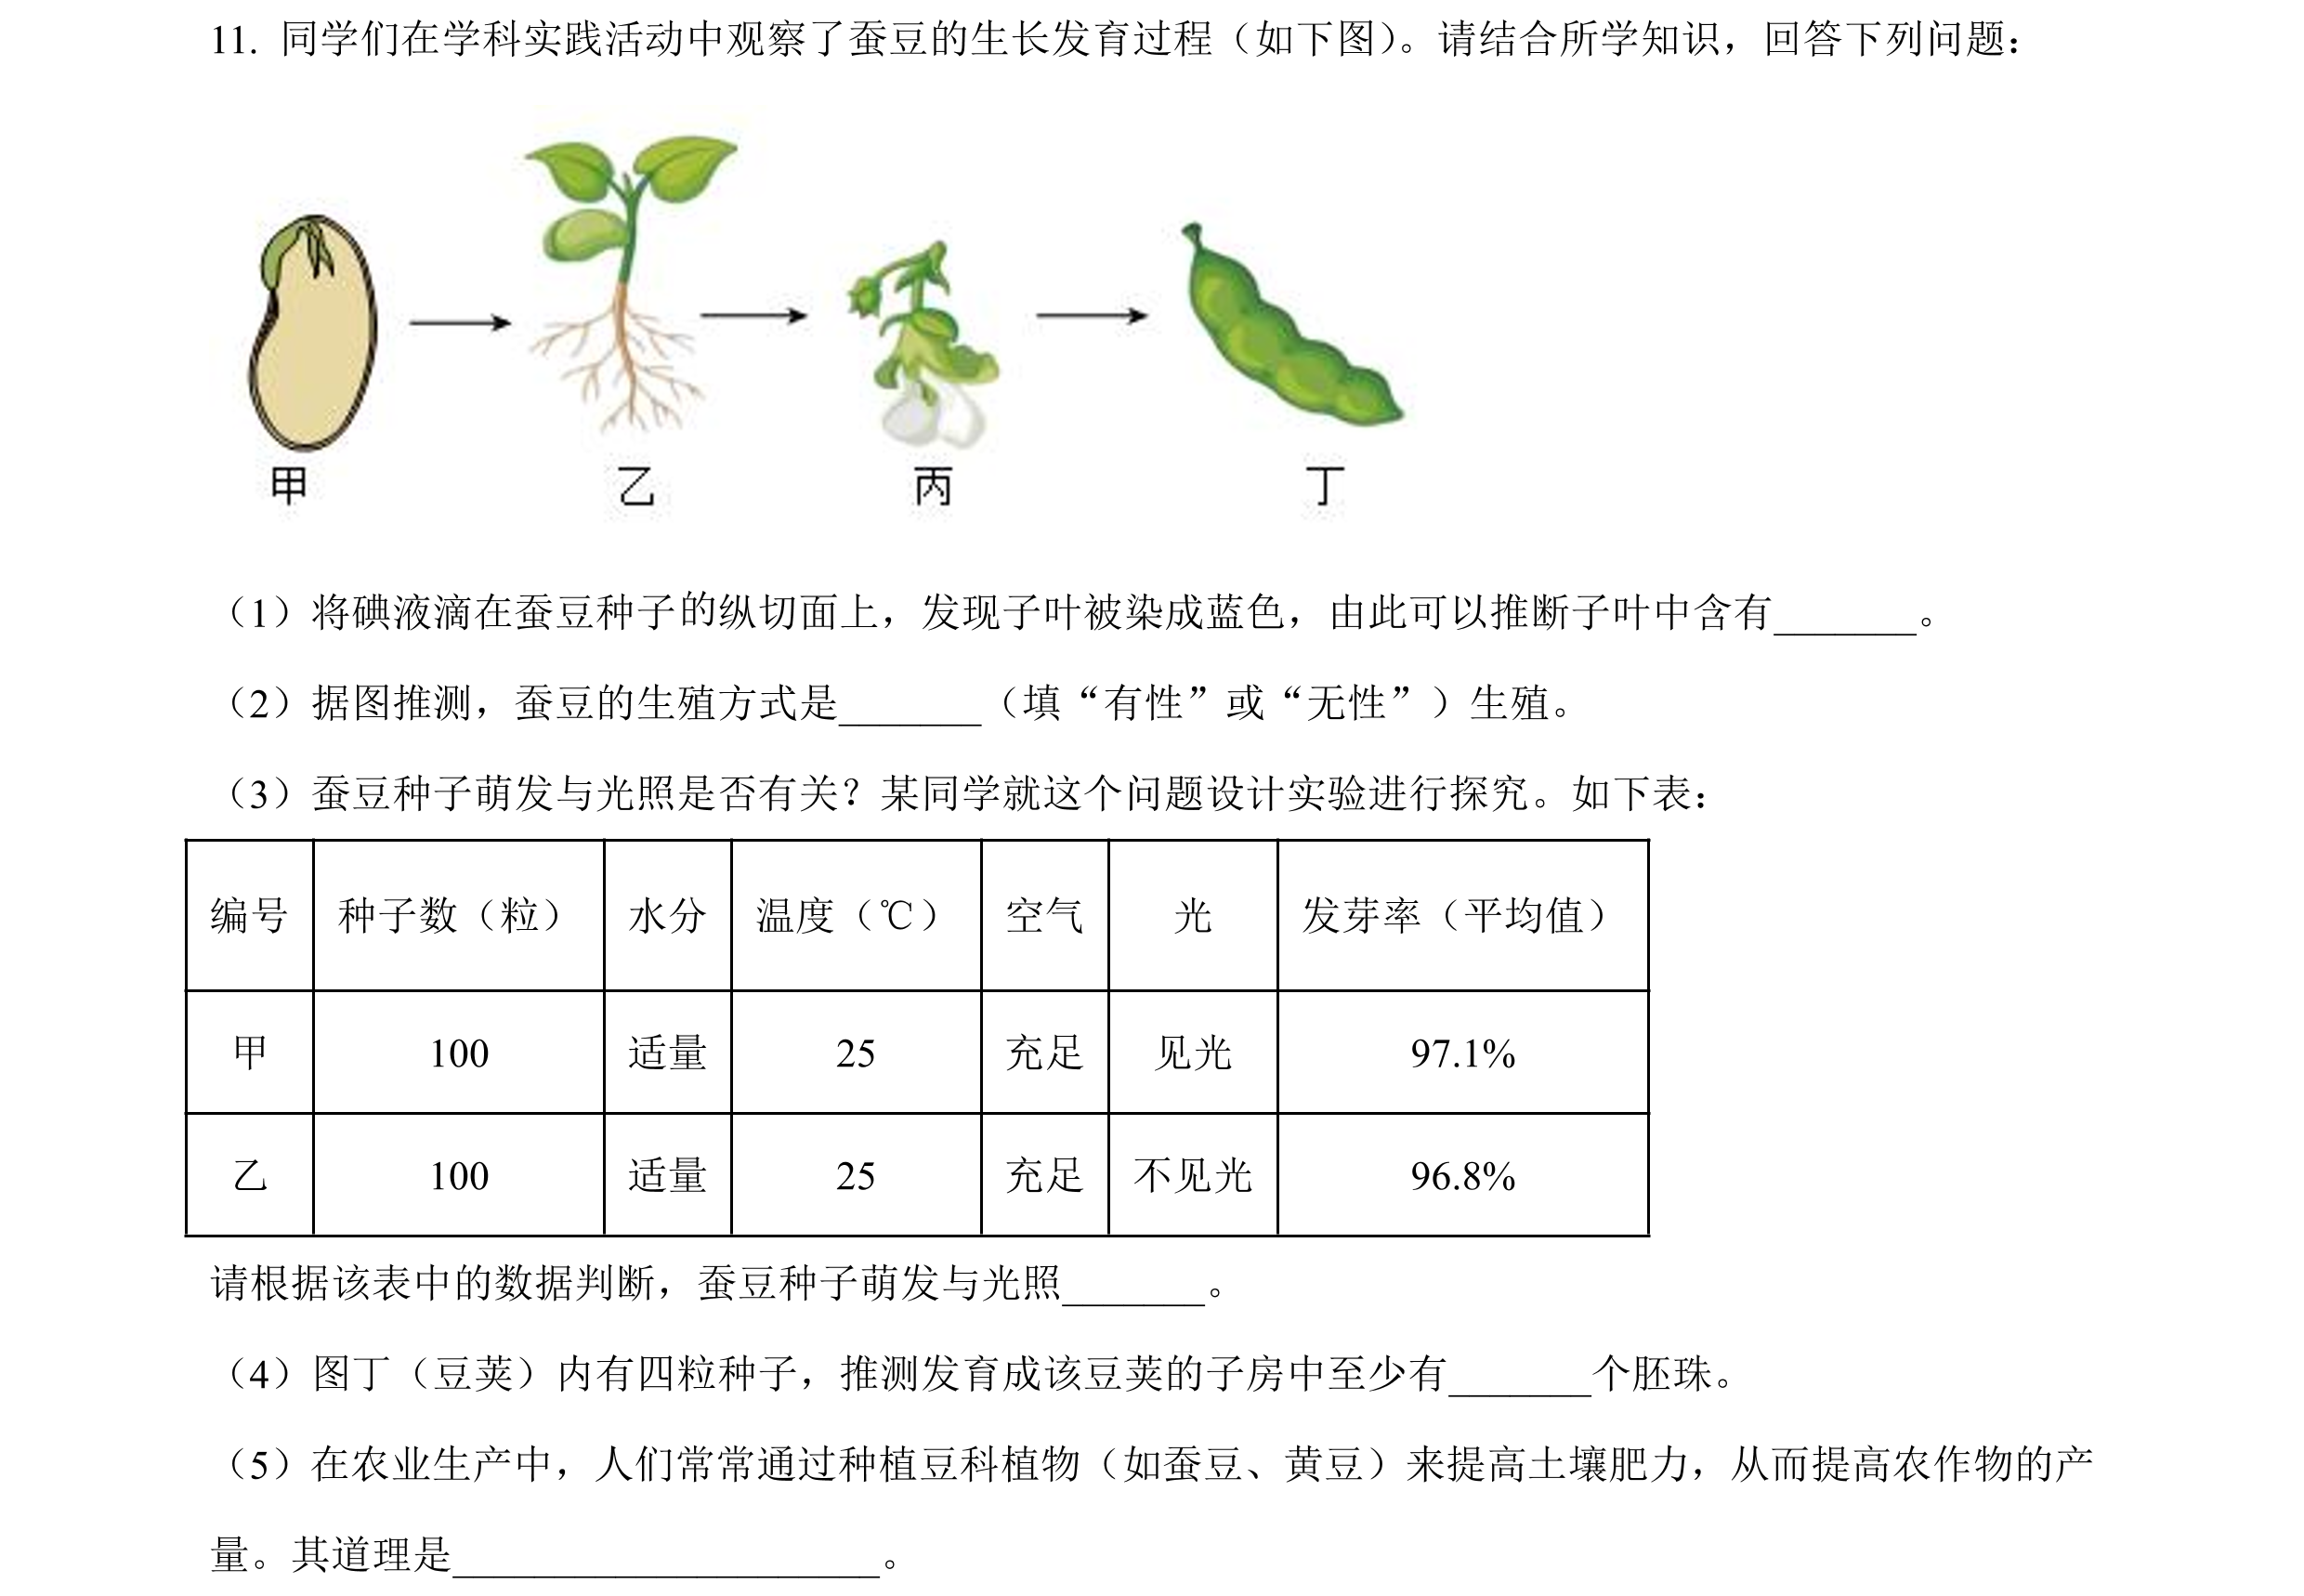 11. 同学们在学科实践活动中观察了蚕豆的生长发育过程（如下图）。请结合所学知识，回答下列问题：
甲 乙 丙 丁
（1）将碘液滴在蚕豆种子的纵切面上，发现子叶被染成蓝色，由此可以推断子叶中含有_______。
（2）据图推测，蚕豆的生殖方式是_______（填“有性”或“无性”）生殖。
（3）蚕豆种子萌发与光照是否有关？某同学就这个问题设计实验进行探究。如下表：
编号 种子数（粒） 水分 温度（℃） 空气 光 发芽率（平均值）
甲 100 适量 25 充足 见光 97.1%
乙 100 适量 25 充足 不见光 96.8%
请根据该表中的数据判断，蚕豆种子萌发与光照_______。
（4）图丁（豆荚）内有四粒种子，推测发育成该豆荚的子房中至少有_______个胚珠。
（5）在农业生产中，人们常常通过种植豆科植物（如蚕豆、黄豆）来提高土壤肥力，从而提高农作物的产
量。其道理是_____________________。